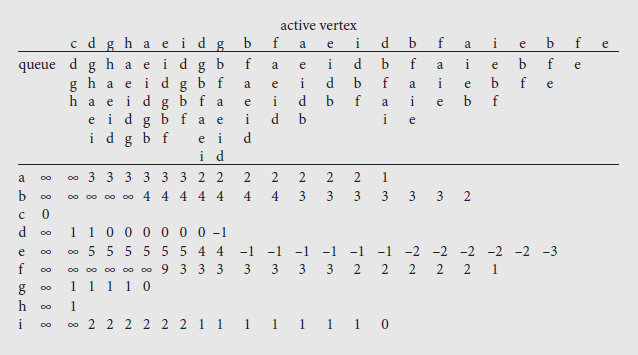 active vertex
c d g h a e i d g b f a e i d b f a i e b f e
queue d g h a e i d g b f a e i d b f a i e b f e
g h a e i d g b f a e i d b f a i e b f e
h a e i d g b f a e i d b f a i e b f
e i d g b f a e i d b i e
i d g b f e i d
i d
a ∞ ∞ 3 3 3 3 3 3 2 2 2 2 2 2 2 1
b ∞ ∞ ∞ ∞ ∞ 4 4 4 4 4 4 4 3 3 3 3 3 3 2
c 0
d ∞ 1 1 0 0 0 0 0 0 –1
e ∞ ∞ 5 5 5 5 5 5 4 4 –1 –1 –1 –1 –1 –1 –2 –2 –2 –2 –2 –3
f ∞ ∞ ∞ ∞ ∞ ∞ 9 3 3 3 3 3 3 3 2 2 2 2 2 1
g ∞ 1 1 1 1 0
h ∞ 1
i ∞ ∞ 2 2 2 2 2 2 1 1 1 1 1 1 1 0